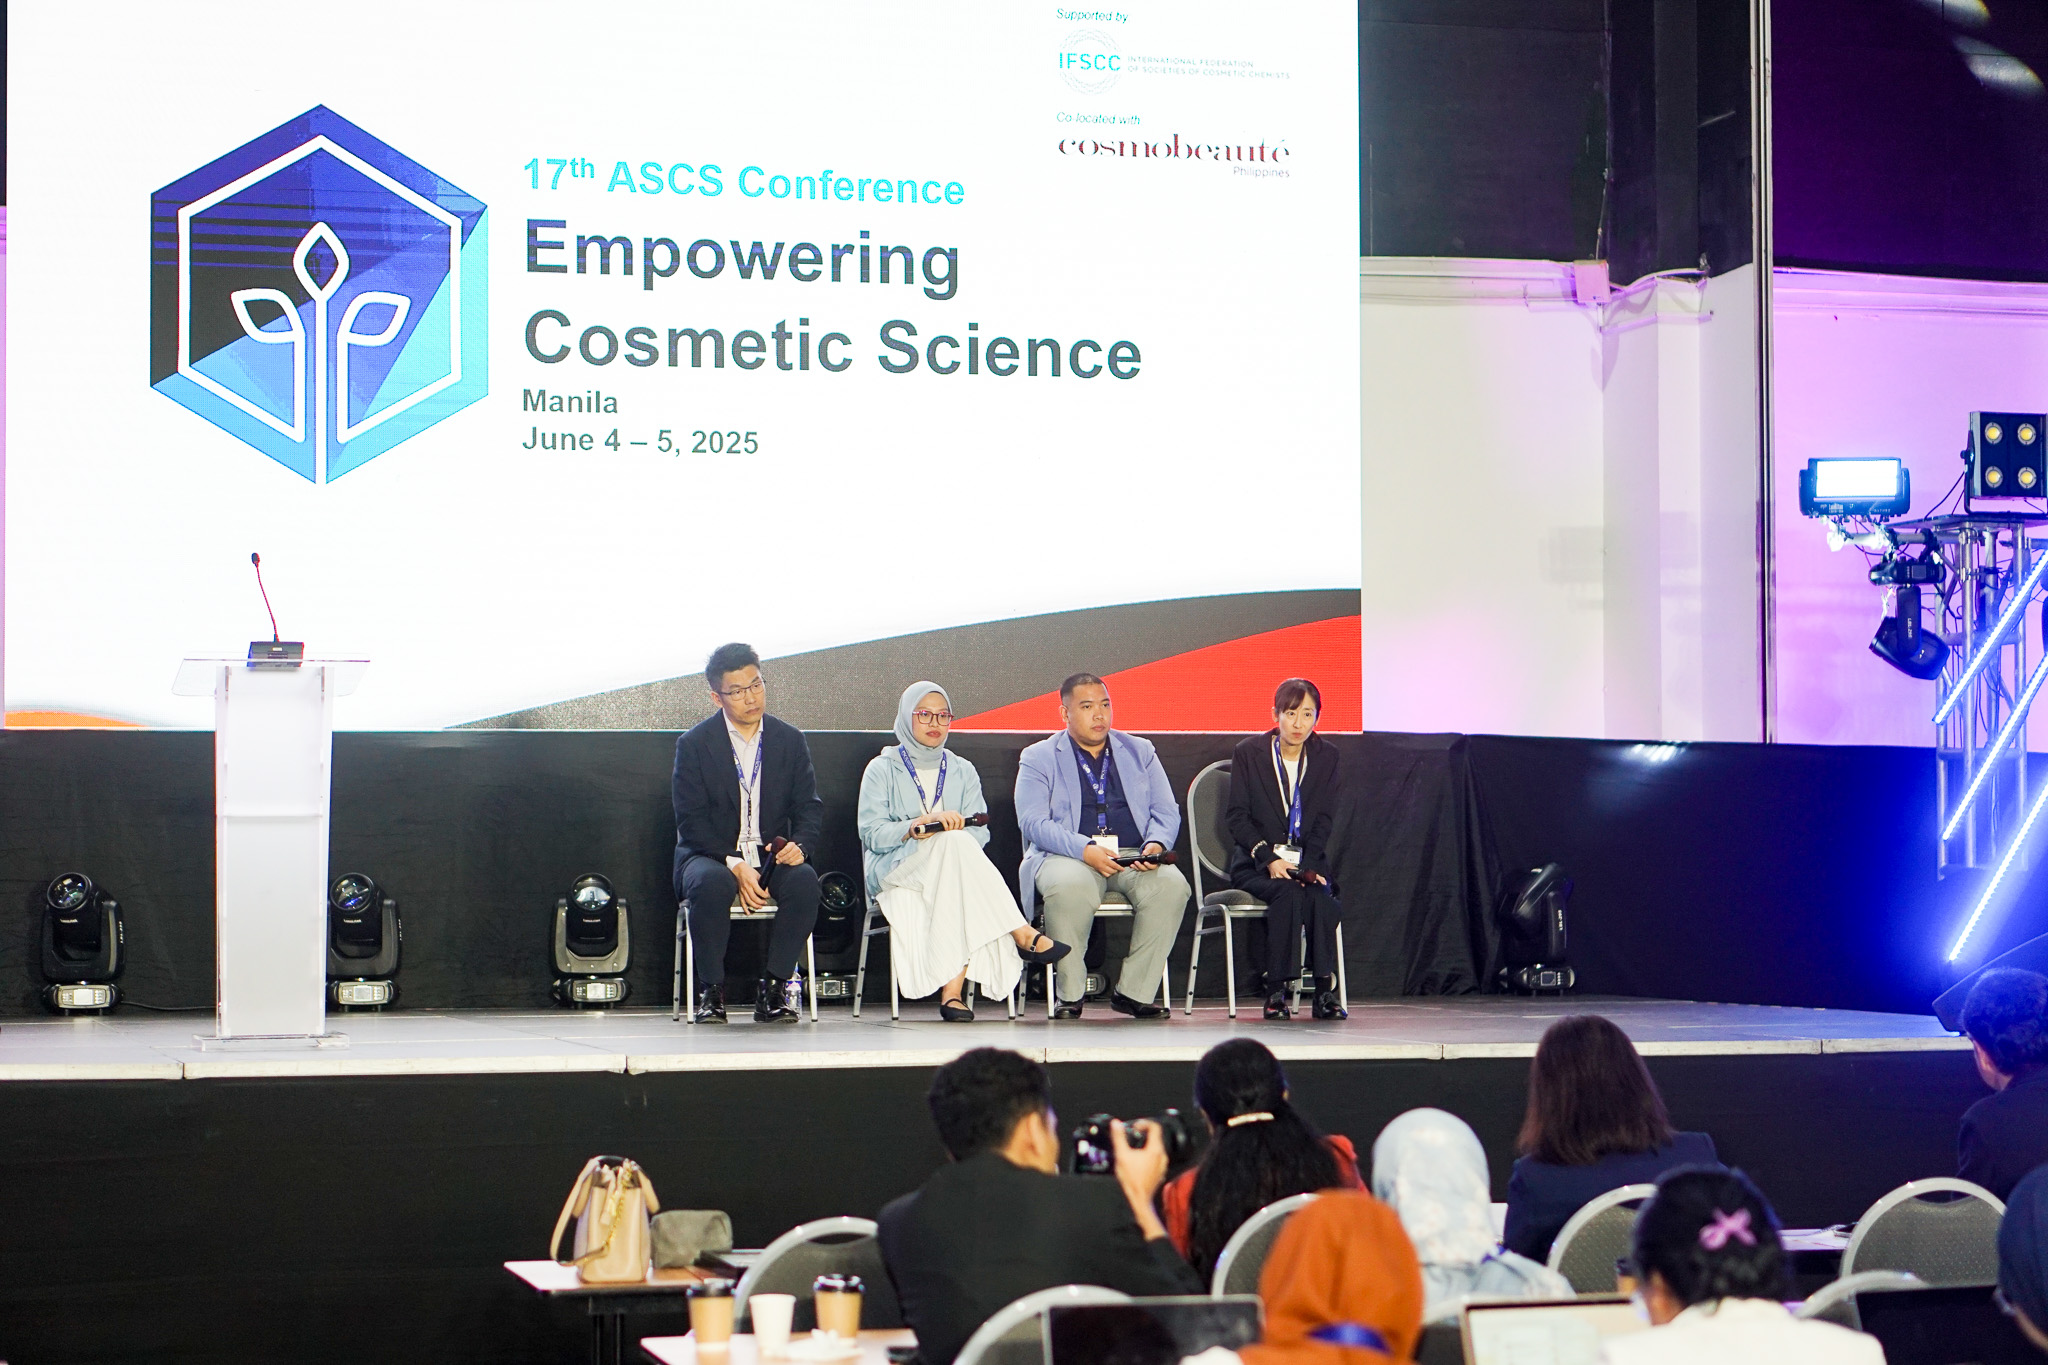 Supported by
IFSCC
INTERNATIONAL FEDERATION
OF SOCIETIES OF COSMETIC CHEMISTS
Co located with
cosmobeauté
Philippines
17th ASCS Conference
Empowering
Cosmetic Science
Manila
June 4 – 5, 2025